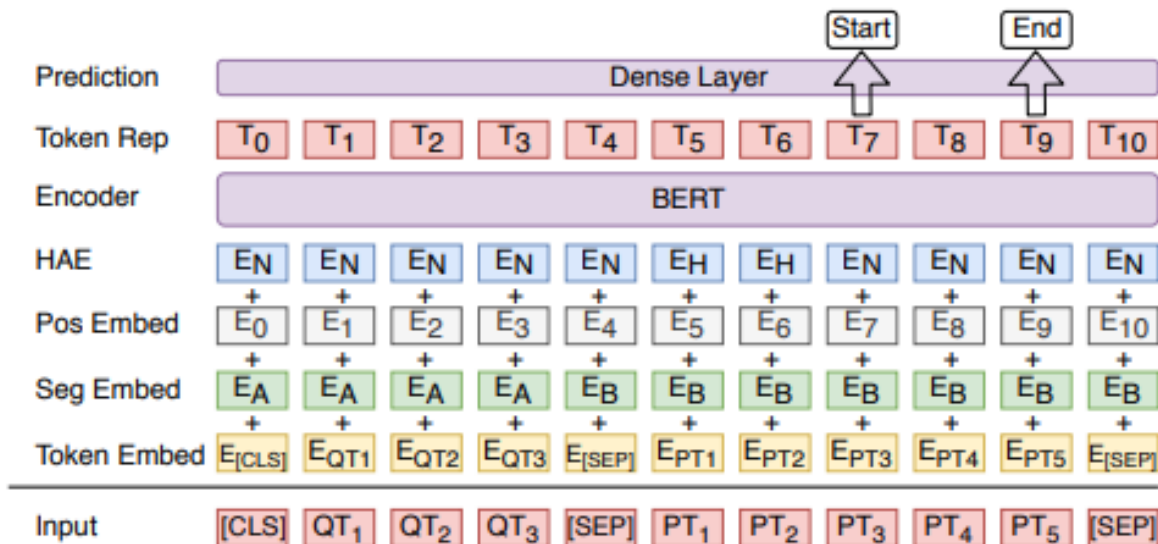 Start End
Prediction Dense Layer
Token Rep T0 T1 T2 T3 T4 T5 T6 T7 T8 T9 T10
Encoder BERT
HAE EN EN EN EN EN EH EH EN EN EN EN
+ + + + + + + + + + +
Pos Embed E0 E1 E2 E3 E4 E5 E6 E7 E8 E9 E10
+ + + + + + + + + + +
Seg Embed EA EA EA EA EB EB EB EB EB EB EB
+ + + + + + + + + + +
Token Embed E[CLS] EQT1 EQT2 EQT3 E[SEP] EPT1 EPT2 EPT3 EPT4 EPT5 E[SEP]
Input [CLS] QT1 QT2 QT3 [SEP] PT1 PT2 PT3 PT4 PT5 [SEP]